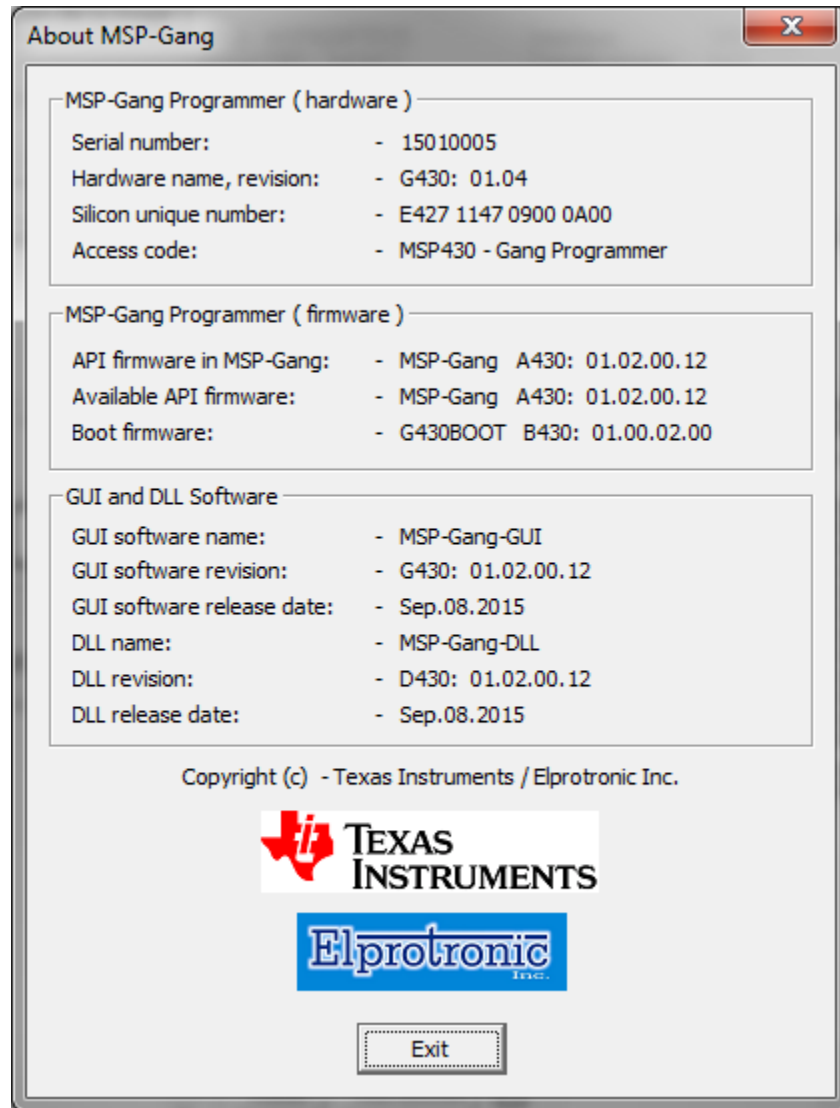 About MSP-Gang
MSP-Gang Programmer ( hardware )
Serial number: - 15010005
Hardware name, revision: - G430: 01.04
Silicon unique number: - E427 1147 0900 0A00
Access code: - MSP430 - Gang Programmer
MSP-Gang Programmer ( firmware )
API firmware in MSP-Gang: - MSP-Gang A430: 01.02.00.12
Available API firmware: - MSP-Gang A430: 01.02.00.12
Boot firmware: - G430BOOT B430: 01.00.02.00
GUI and DLL Software
GUI software name: - MSP-Gang-GUI
GUI software revision: - G430: 01.02.00.12
GUI software release date: - Sep.08.2015
DLL name: - MSP-Gang-DLL
DLL revision: - D430: 01.02.00.12
DLL release date: - Sep.08.2015
Copyright (c) - Texas Instruments / Elprotronic Inc.
TEXAS
INSTRUMENTS
Elprotronic
Inc.
Exit